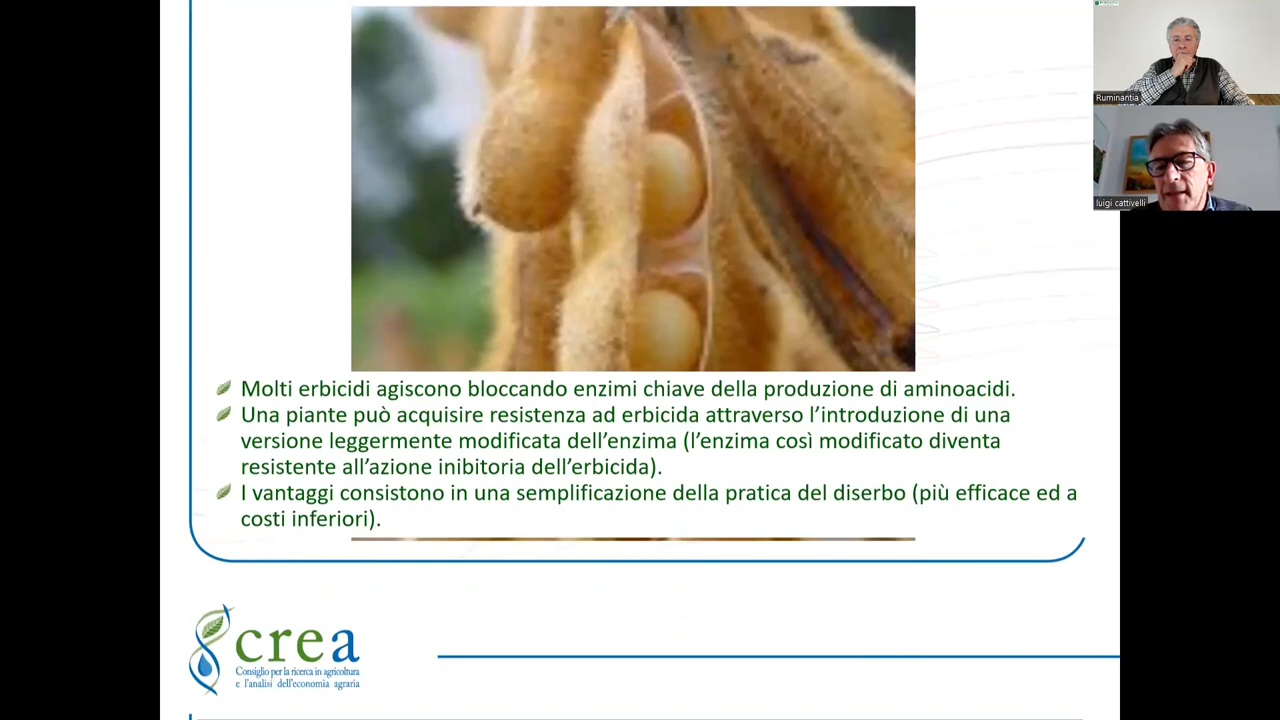 Ruminantia
luigi cattivelli
Molti erbicidi agiscono bloccando enzimi chiave della produzione di aminoacidi.
Una piante può acquisire resistenza ad erbicida attraverso l’introduzione di una
versione leggermente modificata dell’enzima (l’enzima così modificato diventa
resistente all’azione inibitoria dell’erbicida).
I vantaggi consistono in una semplificazione della pratica del diserbo (più efficace ed a
costi inferiori).
crea
Consiglio per la ricerca in agricoltura
e l’analisi dell’economia agraria